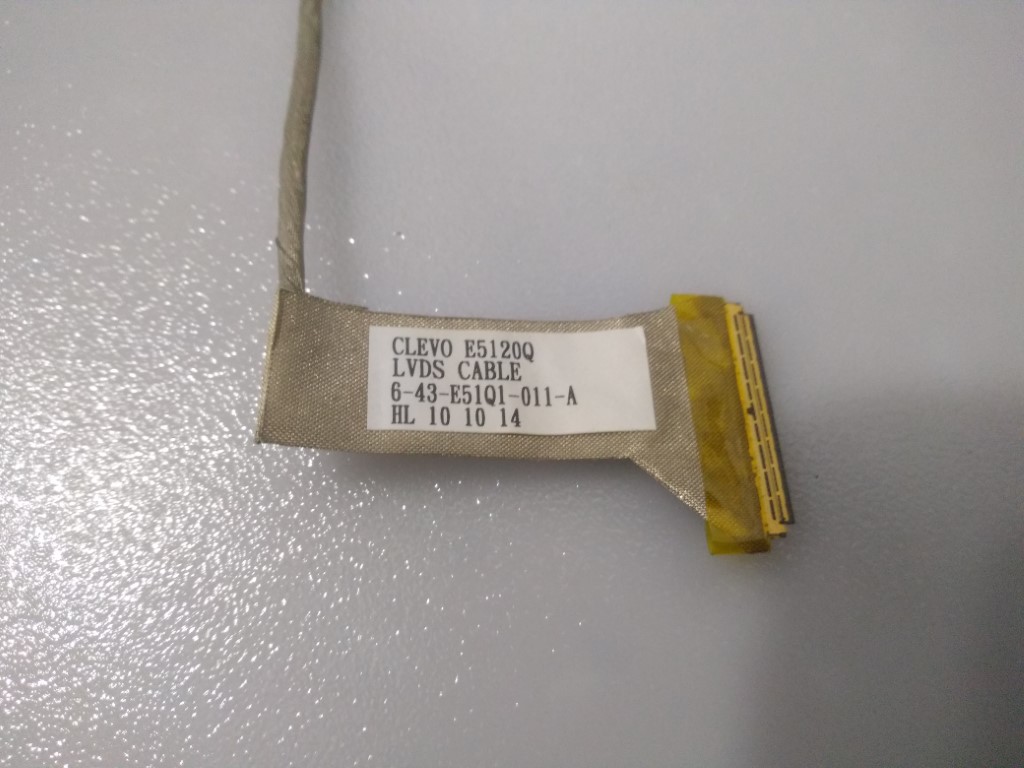 CLEVO E5120Q
LVDS CABLE
6-43-E51Q1-011-A
HL 10 10 14